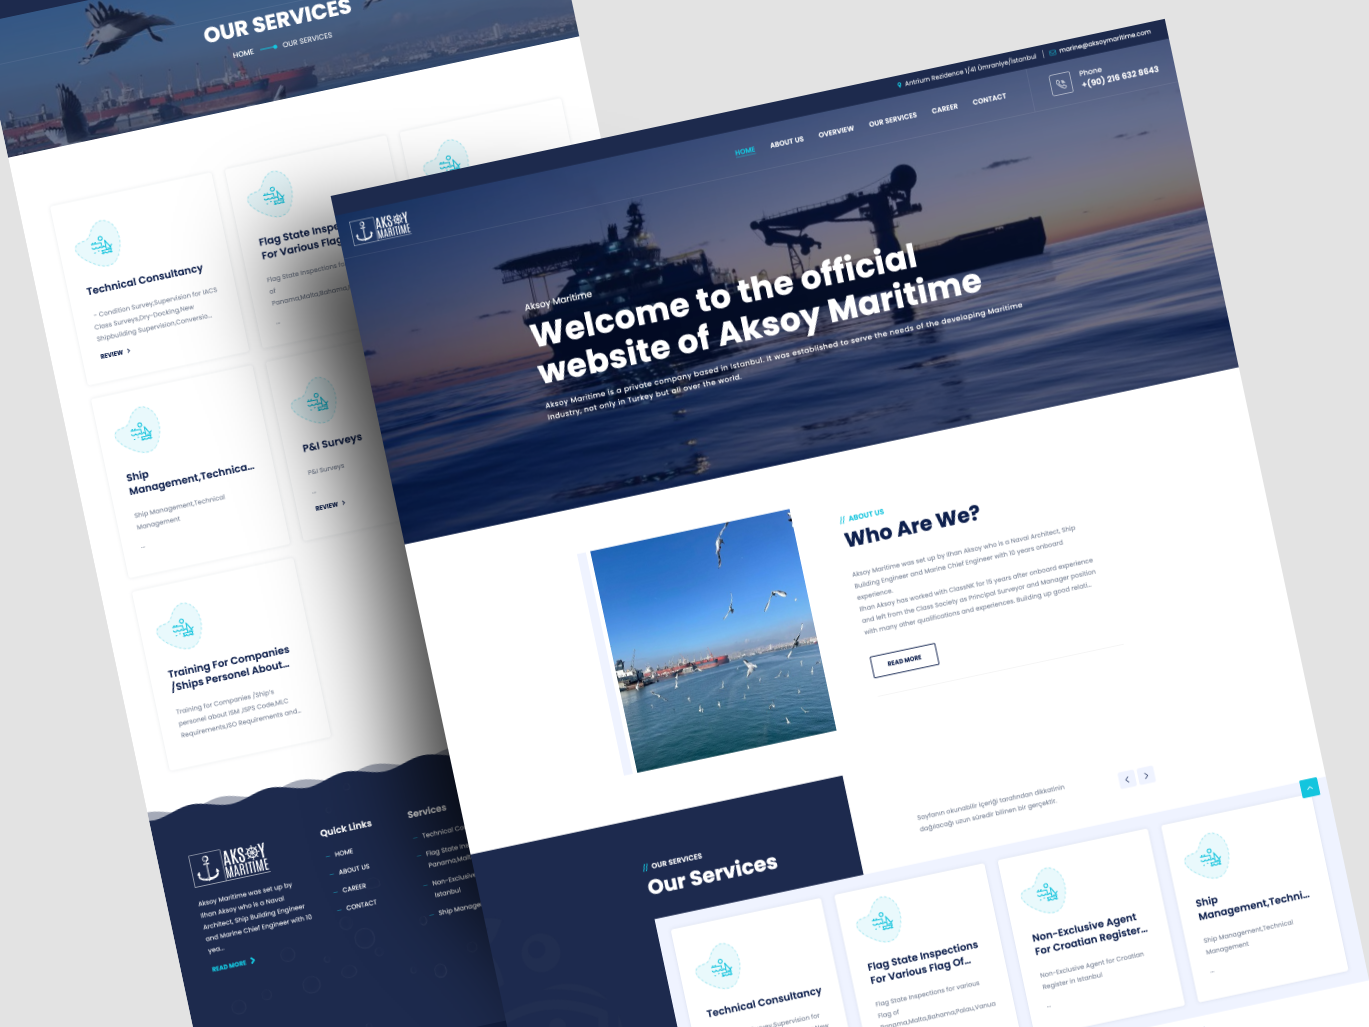 OUR SERVICES
HOME
OUR SERVICES
Technical Consultancy
- Condition Survey,Supervision for IACS
Class Surveys,Dry-Docking,New
Shipbuilding Supervision,Conversio...
REVIEW
Flag State Inspe
For Various Flag
Flag State Inspections fo
of
Panama,Malta,Bahama,
...
Ship
Management,Technica...
Ship Management,Technical
Management
...
P&I Surveys
P&I Surveys
...
REVIEW
Training For Companies
/Ships Personel About...
Training for Companies /Ship's
personel about ISM ,ISPS Code,MLC
Requirements,ISO Requirements and...
AKSOY
MARITIME
Aksoy Maritime was set up by
Ilhan Aksoy who is a Naval
Architect, Ship Building Engineer
and Marine Chief Engineer with 10
yea...
READ MORE
Quick Links
HOME
ABOUT US
CAREER
CONTACT
Services
Technical Co
Flag State In
Panama,Mal
Non-Exclusive
Istanbul
Ship Manage
Antrium Rezidence 1/41 Ümraniye/İstanbul
marine@aksoymaritime.com
AKSOY
MARITIME
HOME
ABOUT US
OVERVIEW
OUR SERVICES
CAREER
CONTACT
Phone
+(90) 216 632 8643
Aksoy Maritime
Welcome to the official
website of Aksoy Maritime
Aksoy Maritime is a private company based in Istanbul. It was established to serve the needs of the developing Maritime
Industry, not only in Turkey but all over the world.
// ABOUT US
Who Are We?
Aksoy Maritime was set up by Ilhan Aksoy who is a Naval Architect, Ship
Building Engineer and Marine Chief Engineer with 10 years onboard
experience.
Ilhan Aksoy has worked with ClassNK for 15 years after onboard experience
and left from the Class Society as Principal Surveyor and Manager position
with many other qualifications and experiences. Building up good relati...
READ MORE
// OUR SERVICES
Our Services
Sayfanın okunabilir içeriği tarafından dikkatinin
dağılacağı uzun süredir bilinen bir gerçektir.
Technical Consultancy
Survey,Supervision for
New
Flag State Inspections
For Various Flag Of...
Flag State Inspections for various
Flag of
Panama,Malta,Bahama,Palau,Vanua
Non-Exclusive Agent
For Croatian Register...
Non-Exclusive Agent for Croatian
Register in Istanbul
...
Ship
Management,Techni...
Ship Management,Technical
Management
...